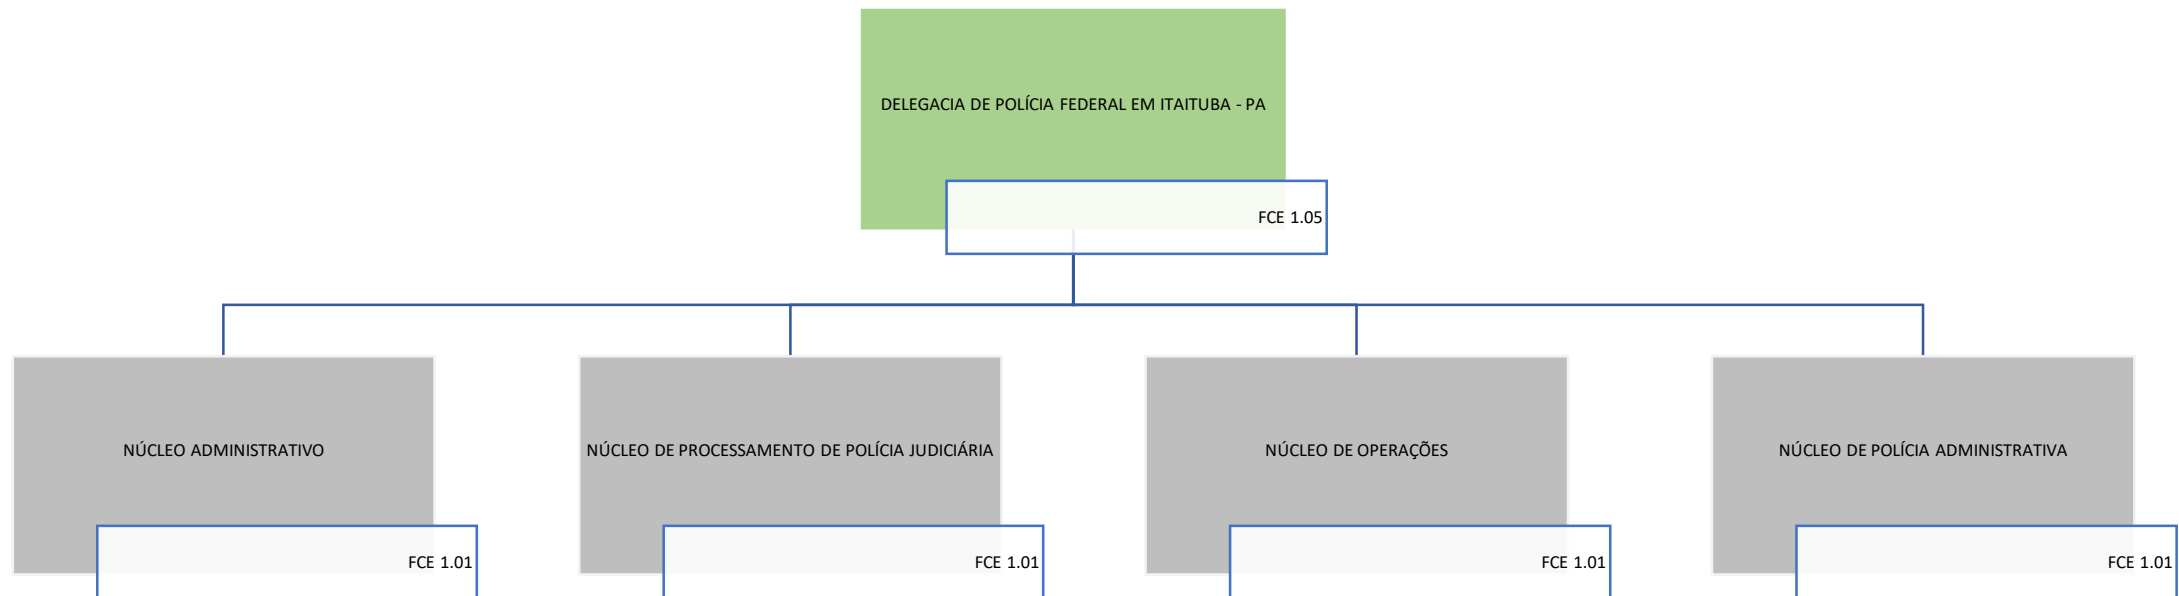 DELEGACIA DE POLÍCIA FEDERAL EM ITAITUBA - PA
FCE 1.05
NÚCLEO ADMINISTRATIVO
FCE 1.01
NÚCLEO DE PROCESSAMENTO DE POLÍCIA JUDICIÁRIA
FCE 1.01
NÚCLEO DE OPERAÇÕES
FCE 1.01
NÚCLEO DE POLÍCIA ADMINISTRATIVA
FCE 1.01